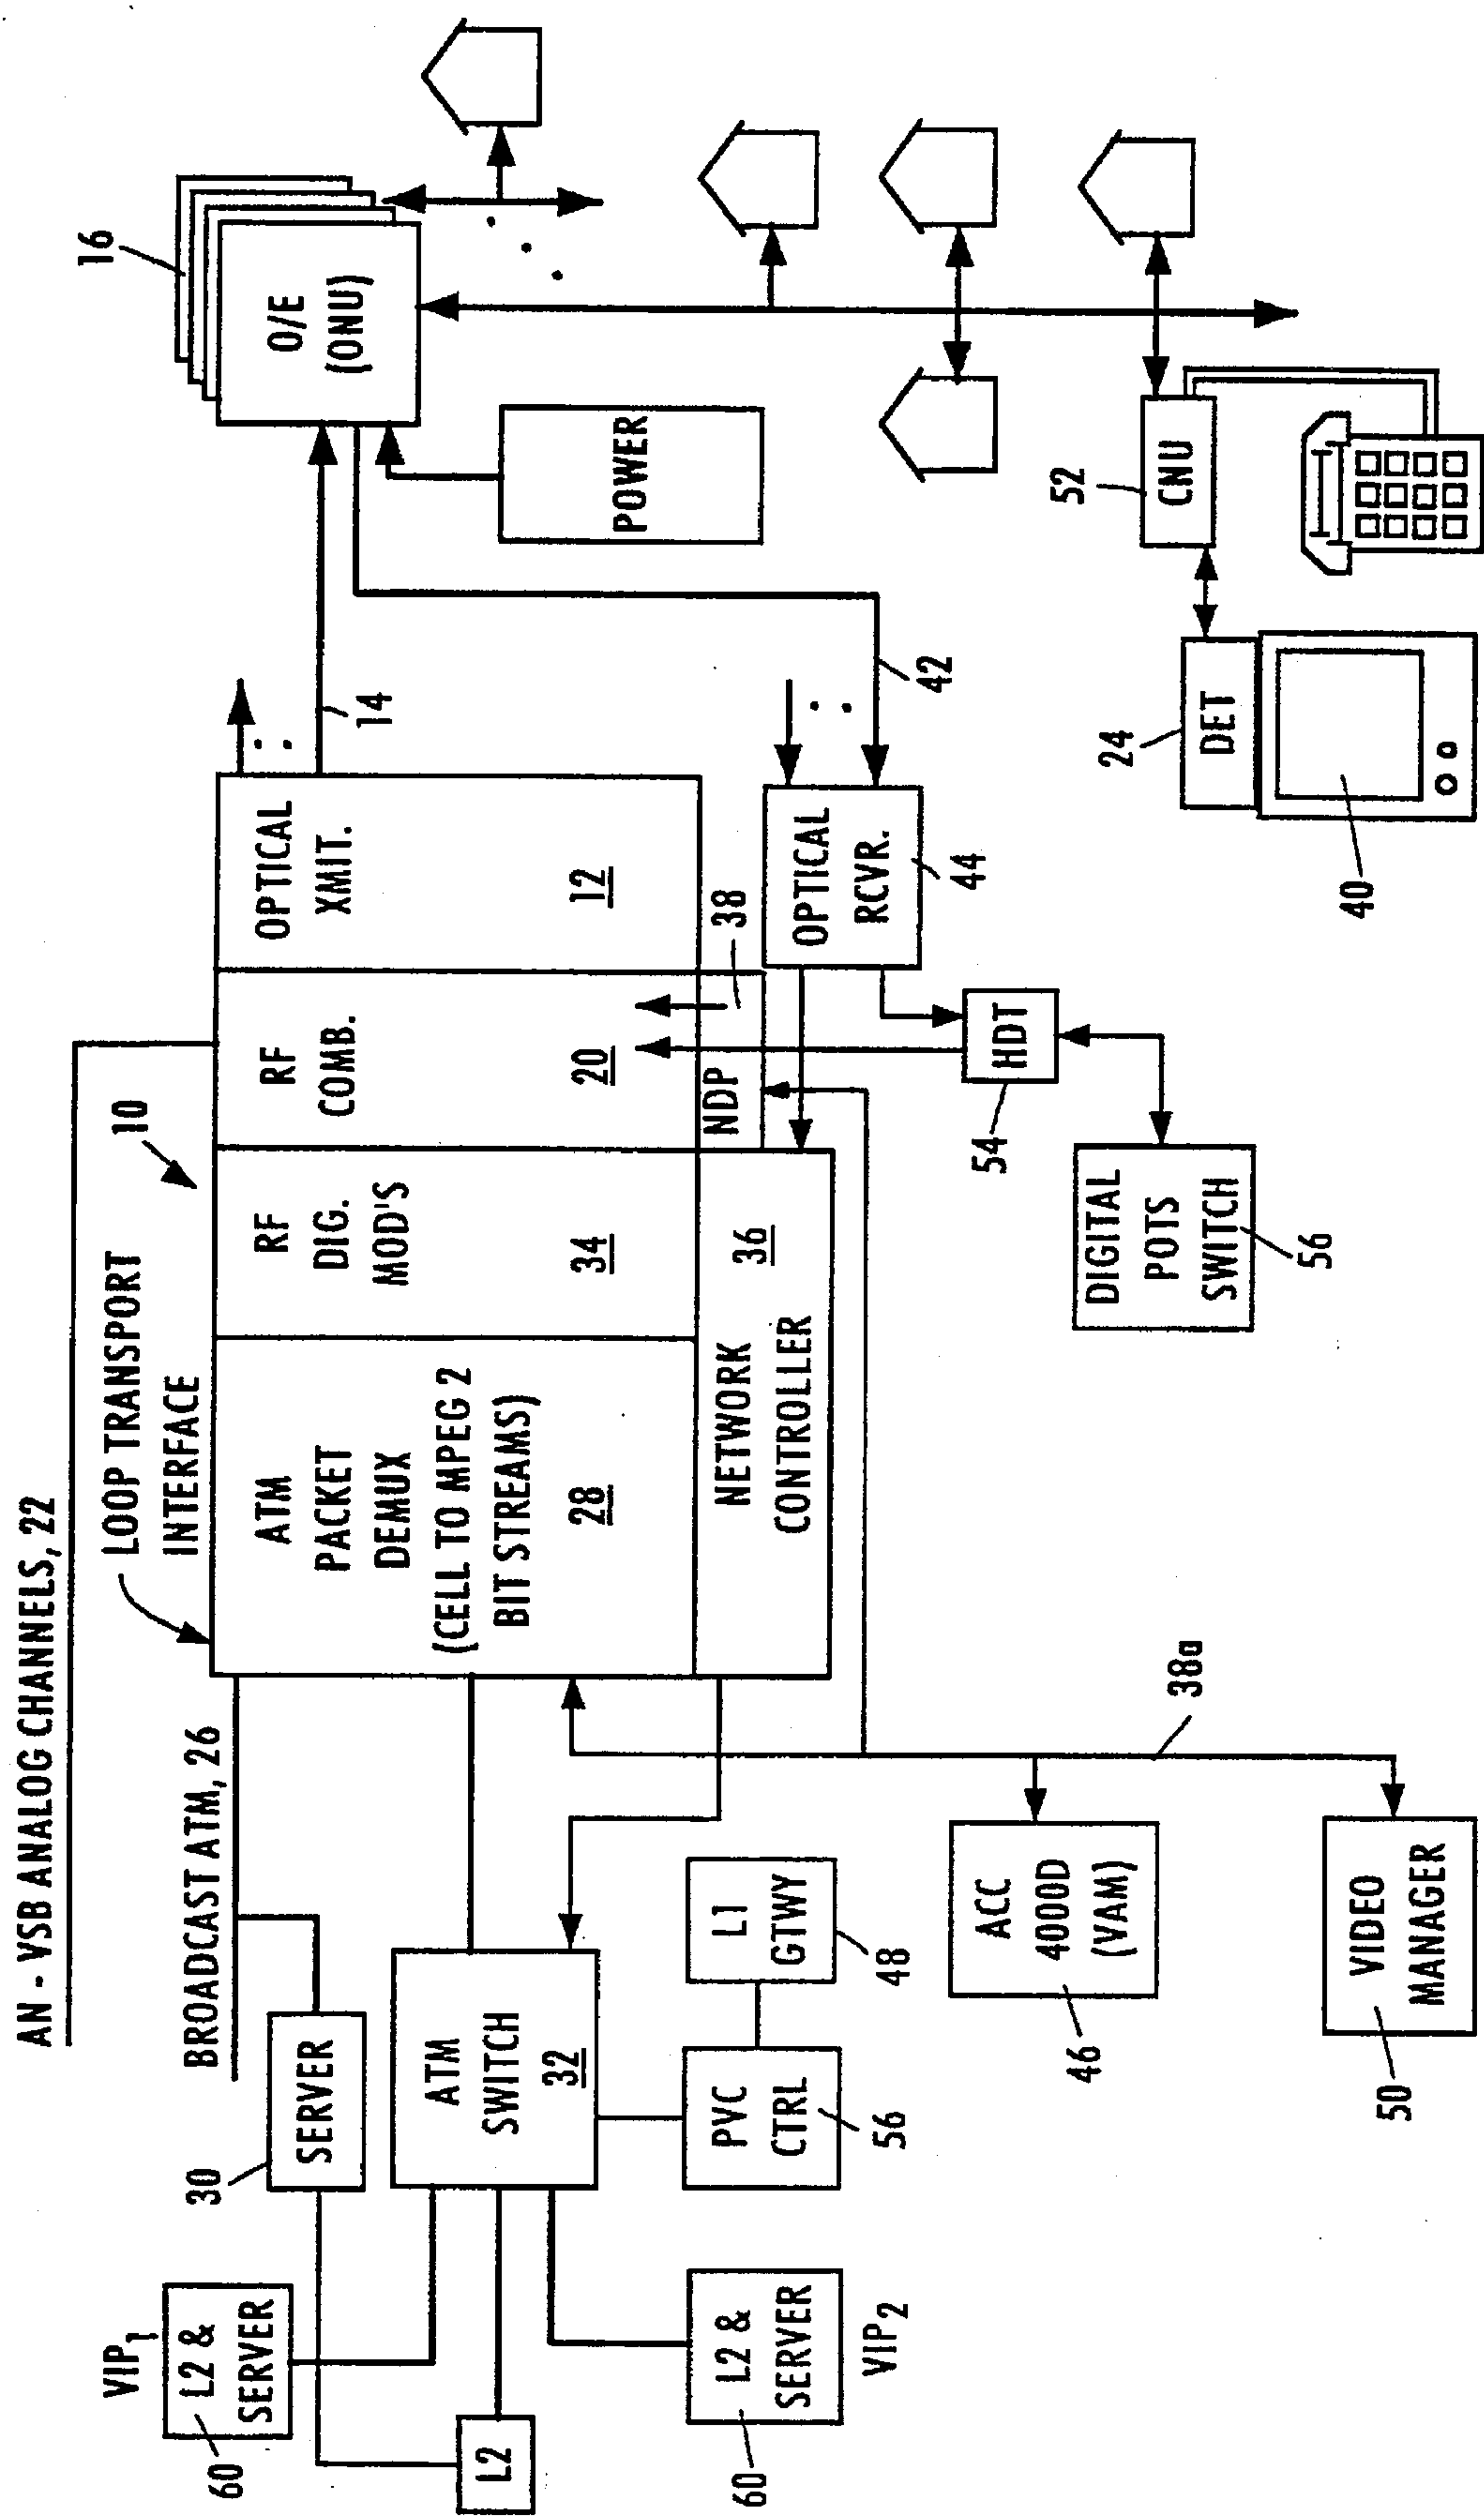 AN - VSB ANALOG CHANNELS, 22
LOOP TRANSPORT
INTERFACE
10
BROADCAST ATM, 26
VIP1
L2 &
SERVER
60
30
SERVER
L2
ATM
SWITCH
32
L2 &
SERVER
60
VIP2
PVC
CTRL
56
L1
GTWY
48
ATM
PACKET
DEMUX
(CELL TO MPEG 2
BIT STREAMS)
28
RF
DIG.
MOD'S
34
RF
COMB.
20
OPTICAL
XMIT.
12
NETWORK
CONTROLLER
36
NDP
38
14
16
O/E
(ONU)
POWER
OPTICAL
RCVR.
44
42
HDT
54
DIGITAL
POTS
SWITCH
56
ACC
4000D
(VAM)
46
38a
VIDEO
MANAGER
50
52
CNU
24
DET
40